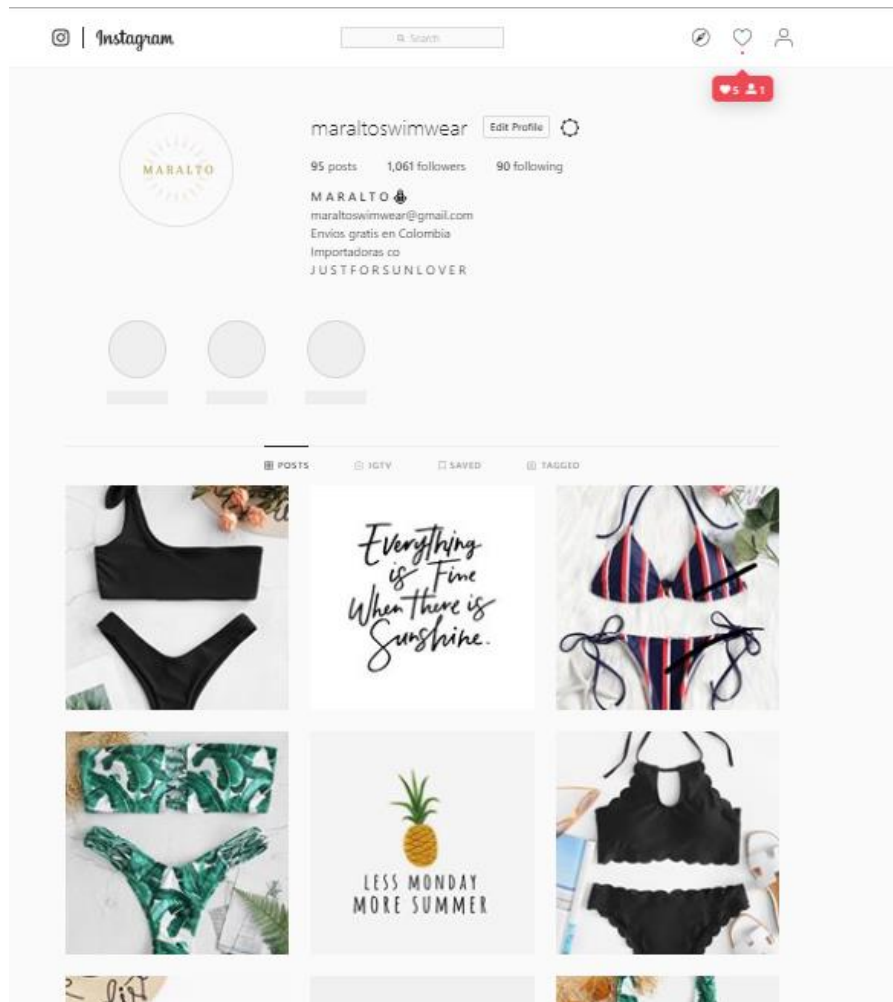 Instagram
Search
5 1
MARALTO
maraltoswimwear Edit Profile
95 posts 1,061 followers 90 following
MARALTO
maraltoswimwear@gmail.com
Envios gratis en Colombia
Importadoras co
JUSTFORSUNLOVER
POSTS IGTV SAVED TAGGED
Everything
is Fine
When there is
Sunshine.
LESS MONDAY
MORE SUMMER